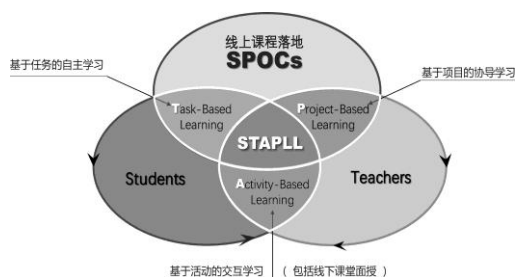 线上课程落地
SPOCs
基于任务的自主学习
基于项目的协导学习
Task-Based
Learning
Project-Based
Learning
STAPLL
Students
Teachers
Activity-Based
Learning
基于活动的交互学习 （包括线下课堂面授）